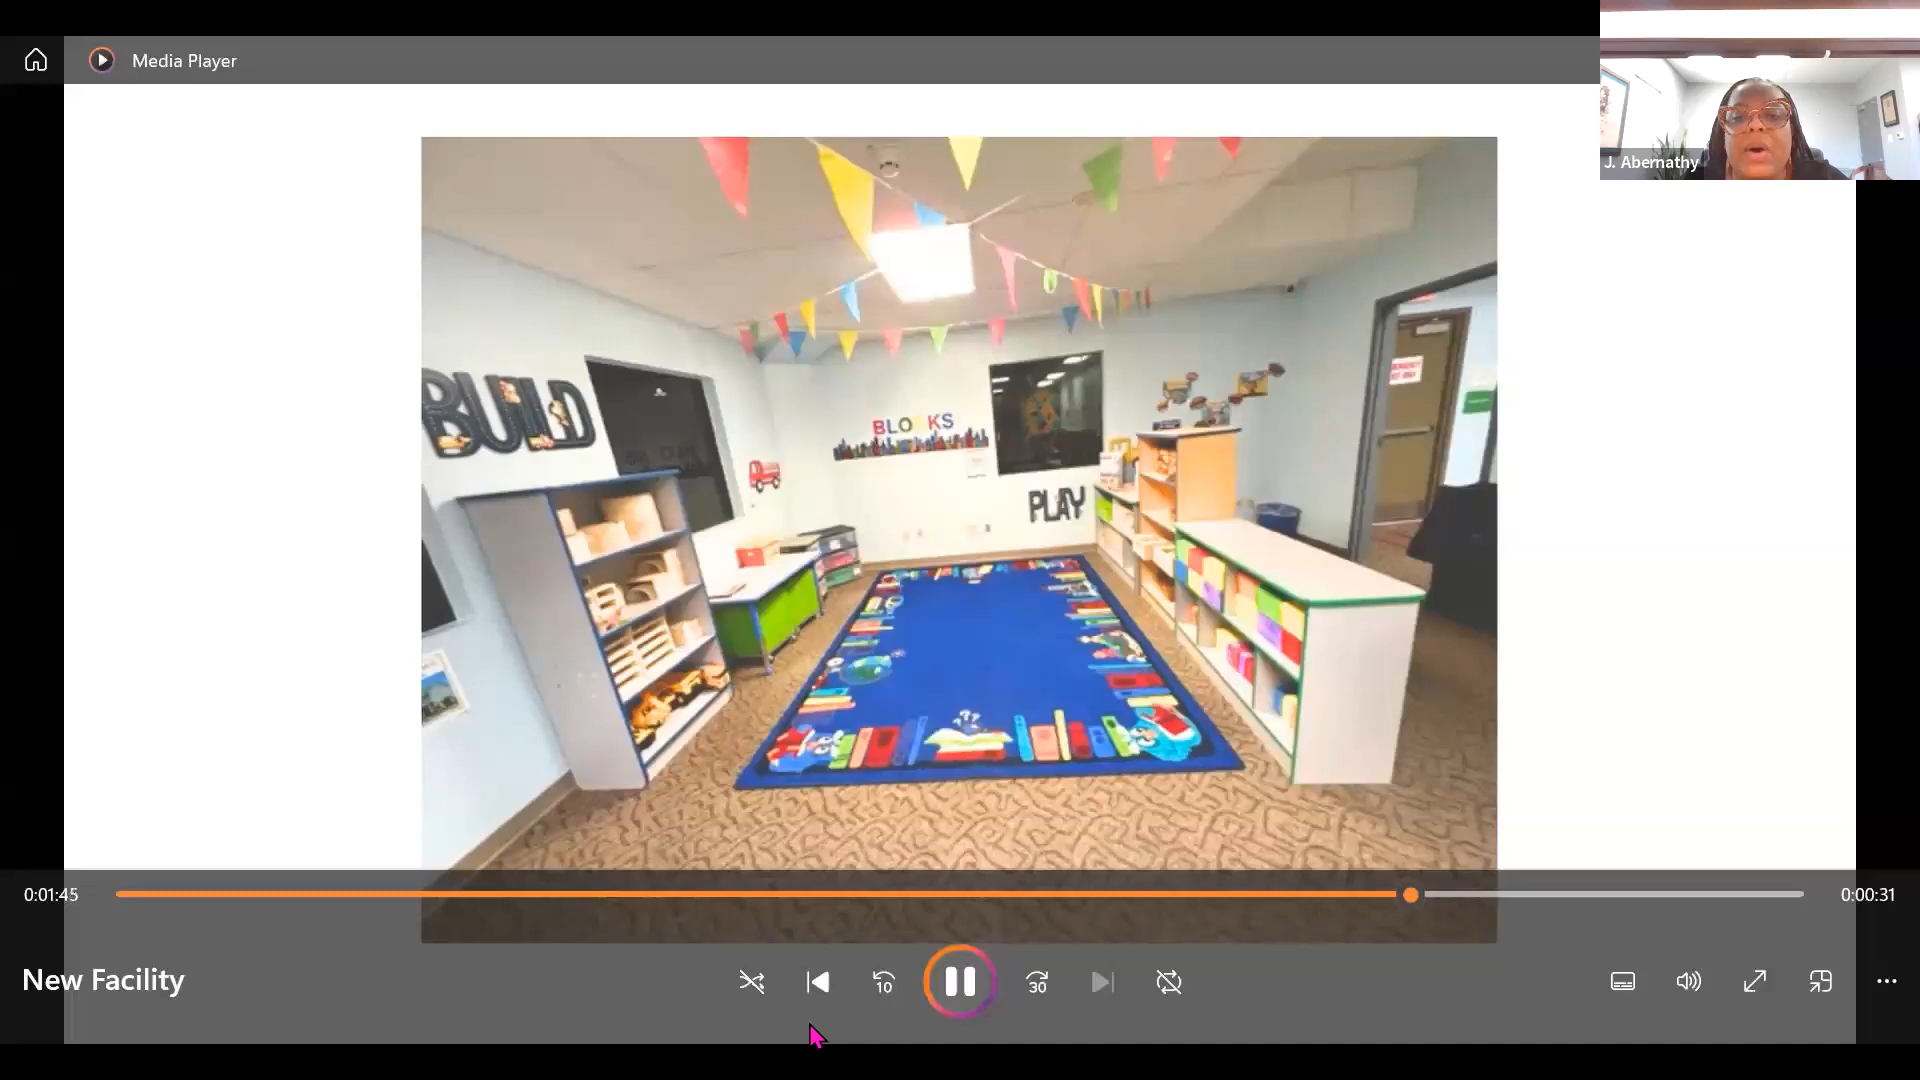 Media Player
J. Abernathy
BUILD
BLOCKS
PLAY
0:01:45
0:00:31
New Facility
10
30